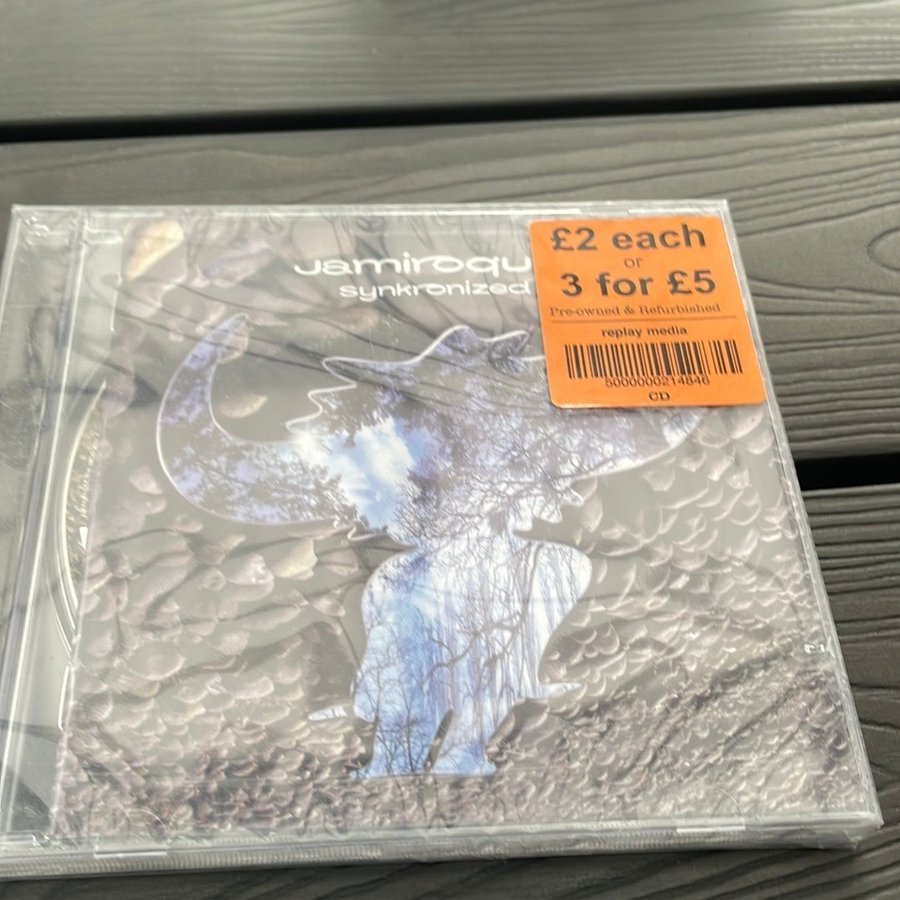 Jamiroqu
synkronized
£2 each
or
3 for £5
Pre-owned & Refurbished
replay media
5000000214846
CD